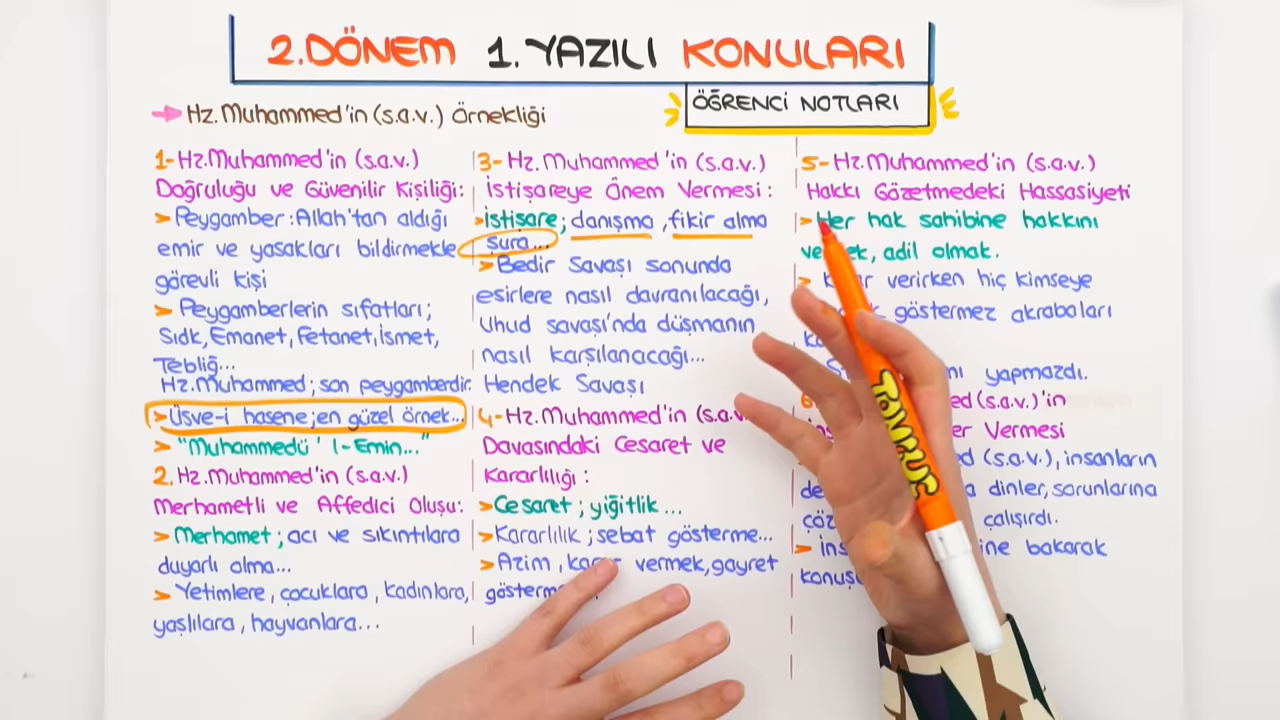 2.DÖNEM 1.YAZILI KONULARI
ÖĞRENCİ NOTLARI
Hz.Muhammed'in (s.a.v.) Örnekliği
1-Hz.Muhammed'in (s.a.v.)
Doğruluğu ve Güvenilir Kişiliği:
Peygamber:Allah'tan aldığı
emir ve yasakları bildirmekle
görevli kişi
Peygamberlerin sıfatları;
Sıdk, Emanet, Fetanet, İsmet,
Tebliğ...
Hz.Muhammed; son peygamberdir.
Üsve-i hasene;en güzel örnek...
"Muhammedü'l-Emin..."
2.Hz.Muhammed'in (s.a.v.)
Merhametli ve Affedici Oluşu:
Merhamet; acı ve sıkıntılara
duyarlı olma...
Yetimlere, çocuklara, kadınlara,
yaşlılara, hayvanlara...
3-Hz.Muhammed'in (s.a.v.)
İstişareye Önem Vermesi:
İstişare; danışma, fikir alma
şura...
Bedir Savaşı sonunda
esirlere nasıl davranılacağı,
Uhud savaşı'nda düşmanın
nasıl karşılanacağı...
Hendek Savaşı
4-Hz.Muhammed'in
Davasındaki Cesaret ve
Kararlılığı:
Cesaret; yiğitlik...
Kararlılık; sebat gösterme...
Azim, vermek, gayret
5-Hz.Muhammed'in (s.a.v.)
Hakkı Gözetmedeki Hassasiyeti
Her hak sahibine hakkını
adil olmak.
verirken hiç kimseye
göstermez akrabaları
yapmazdı.
(s.a.v.)'in
Vermesi
(s.a.v.), insanların
dinler, sorunlarına
çalışırdı.
bakarak
TOYKUE